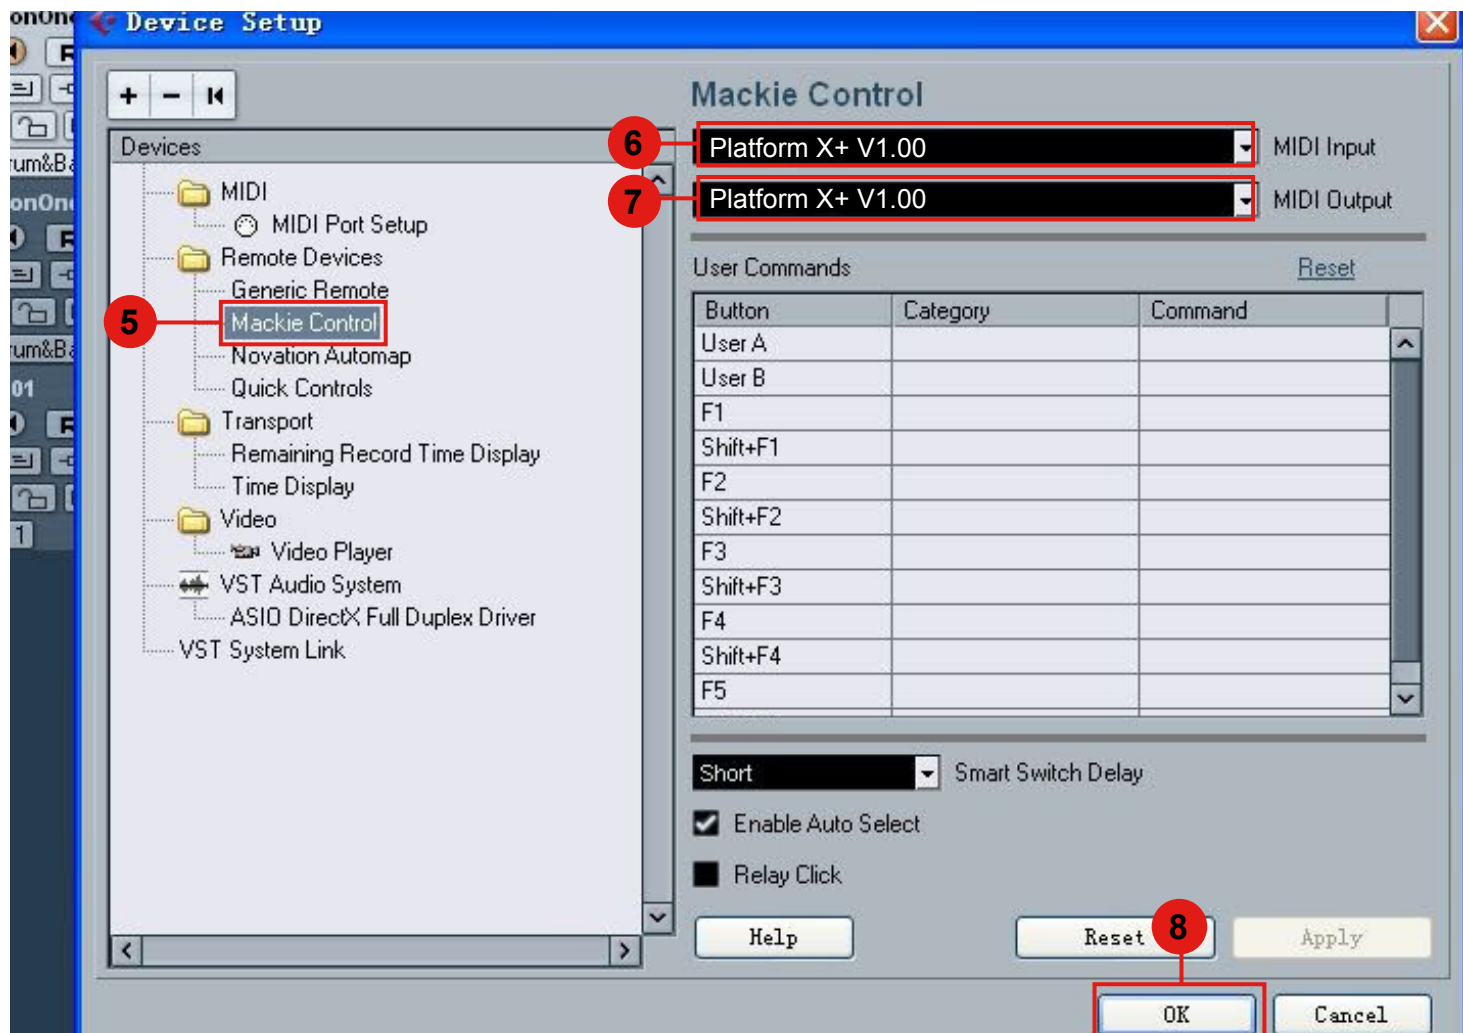 Device Setup
Mackie Control
Devices
6
Platform X+ V1.00
MIDI Input
7
Platform X+ V1.00
MIDI Output
MIDI
MIDI Port Setup
Remote Devices
Generic Remote
5
Mackie Control
Novation Automap
Quick Controls
Transport
Remaining Record Time Display
Time Display
Video
Video Player
VST Audio System
ASIO DirectX Full Duplex Driver
VST System Link
User Commands
Reset
Button Category Command
User A
User B
F1
Shift+F1
F2
Shift+F2
F3
Shift+F3
F4
Shift+F4
F5
Short
Smart Switch Delay
Enable Auto Select
Relay Click
Help
Reset
8
Apply
OK
Cancel
01
1